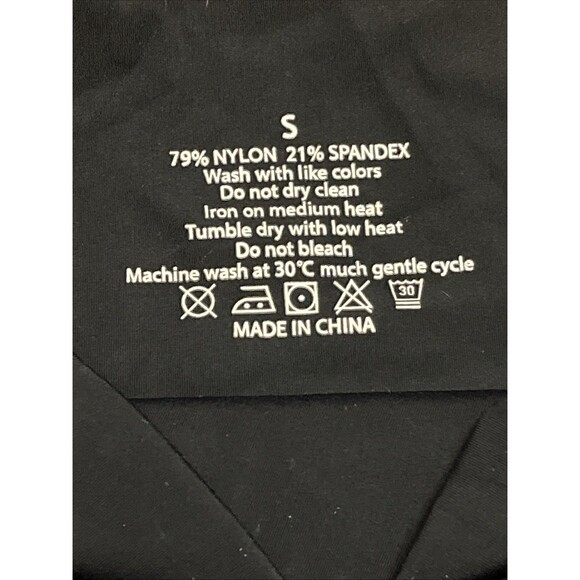 S
79% NYLON 21% SPANDEX
Wash with like colors
Do not dry clean
Iron on medium heat
Tumble dry with low heat
Do not bleach
Machine wash at 30℃ much gentle cycle
30
MADE IN CHINA